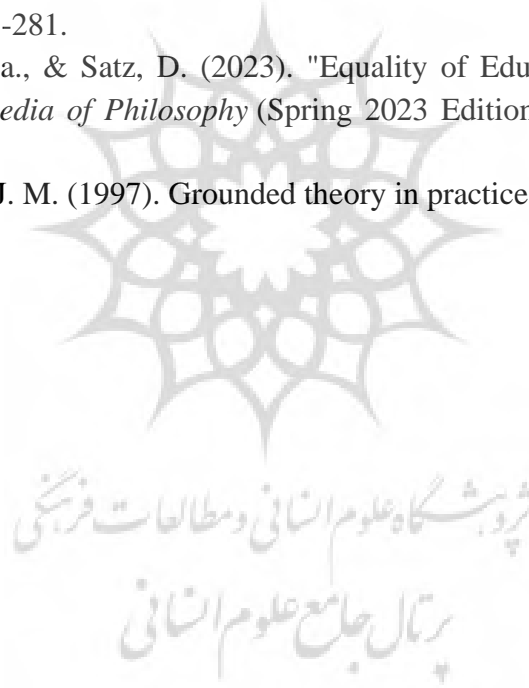 -281.
a., & Satz, D. (2023). "Equality of Edu
edia of Philosophy (Spring 2023 Edition
J. M. (1997). Grounded theory in practice
پژوهشگاه علوم انسانی و مطالعات فرهنگی
پرتال جامع علوم انسانی